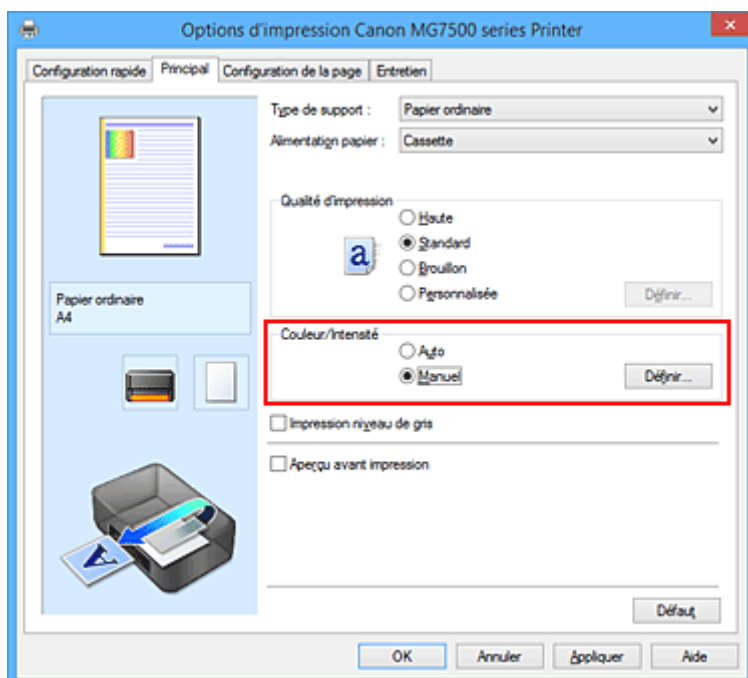 Options d'impression Canon MG7500 series Printer
Configuration rapide Principal Configuration de la page Entretien
Type de support : Papier ordinaire
Alimentation papier : Cassette
Qualité d'impression
Haute
Standard
Brouillon
Personnalisée Définir...
Papier ordinaire
A4
Couleur/Intensité
Auto
Manuel Définir...
Impression niveau de gris
Aperçu avant impression
Défaut
OK Annuler Appliquer Aide